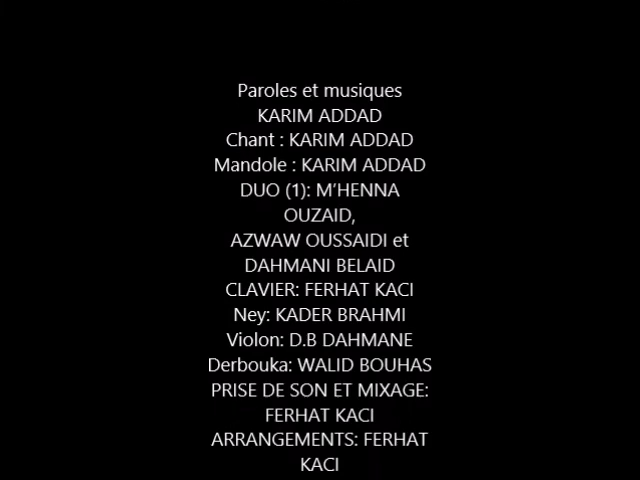 Paroles et musiques
KARIM ADDAD
Chant : KARIM ADDAD
Mandole : KARIM ADDAD
DUO (1): M’HENNA
OUZAID,
AZWAW OUSSAIDI et
DAHMANI BELAID
CLAVIER: FERHAT KACI
Ney: KADER BRAHMI
Violon: D.B DAHMANE
Derbouka: WALID BOUHAS
PRISE DE SON ET MIXAGE:
FERHAT KACI
ARRANGEMENTS: FERHAT
KACI